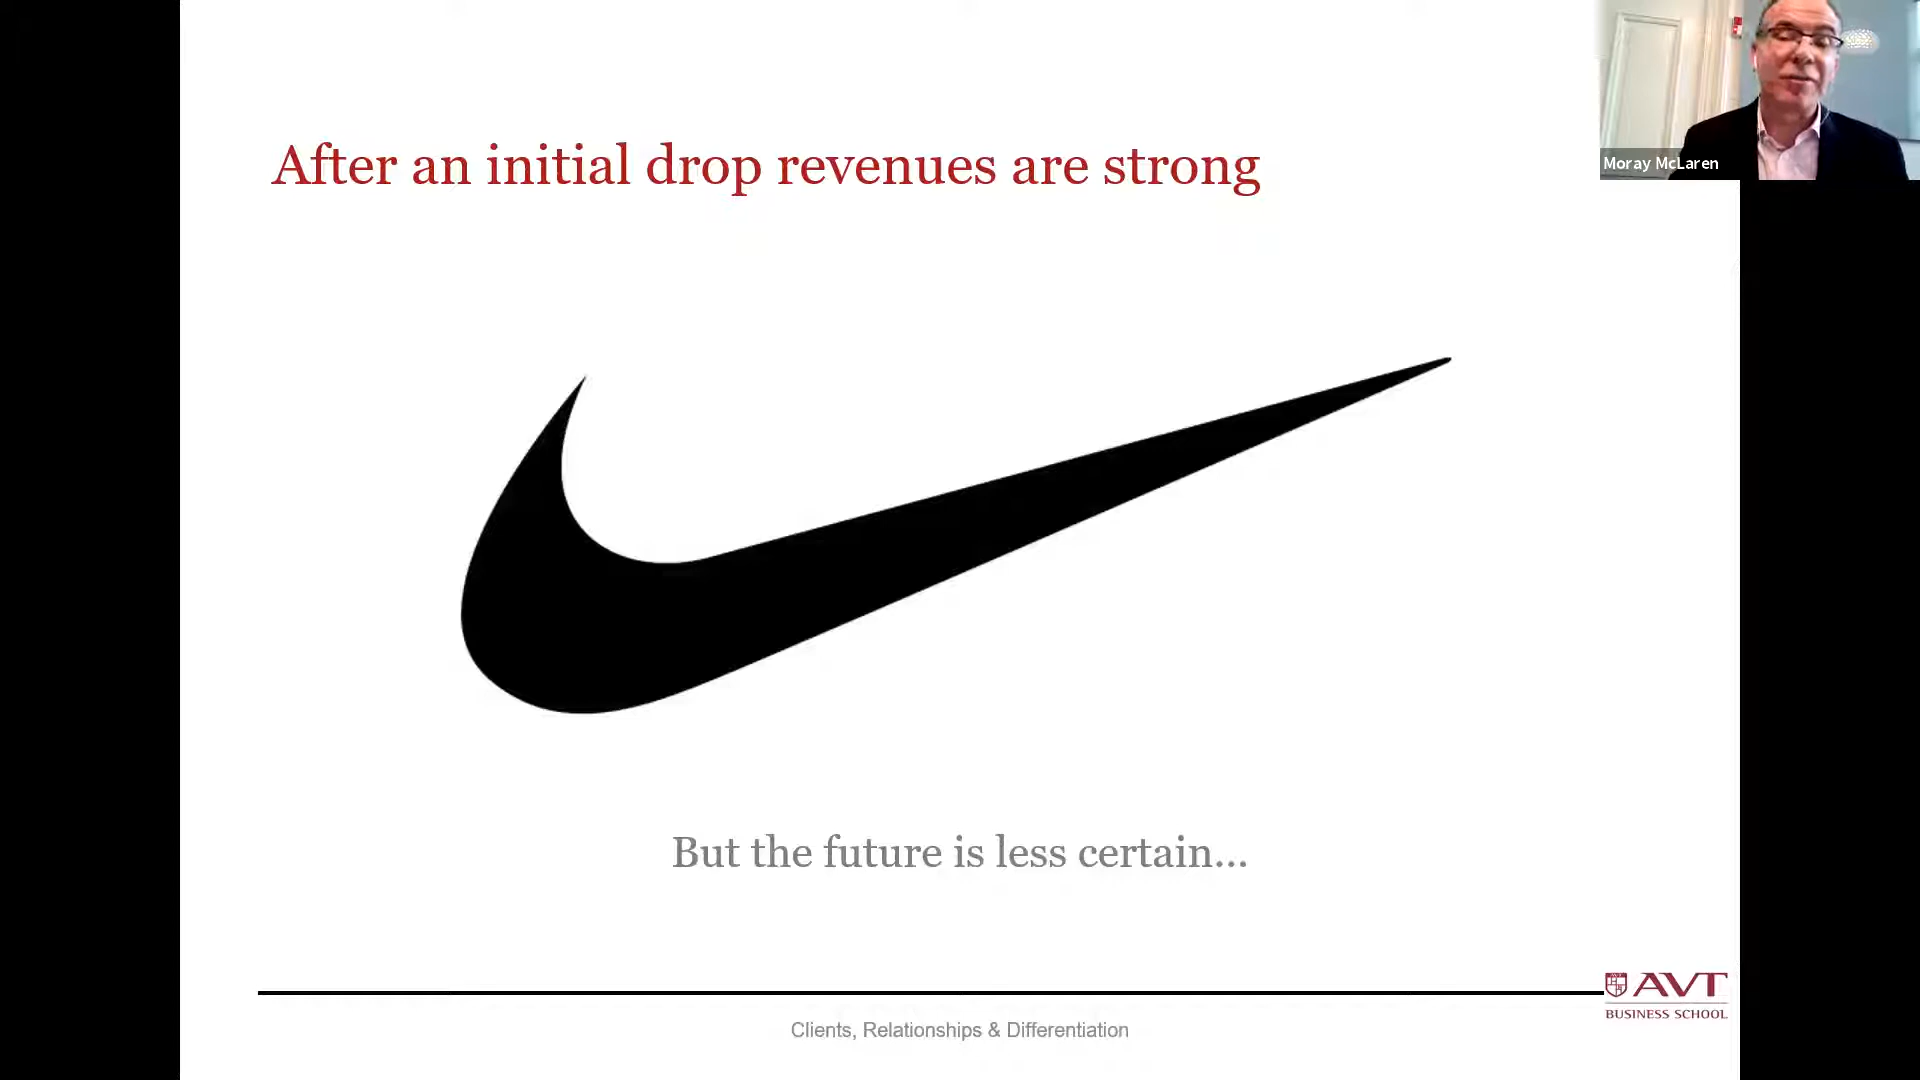 After an initial drop revenues are strong
Moray McLaren
But the future is less certain...
AVT
BUSINESS SCHOOL
Clients, Relationships & Differentiation